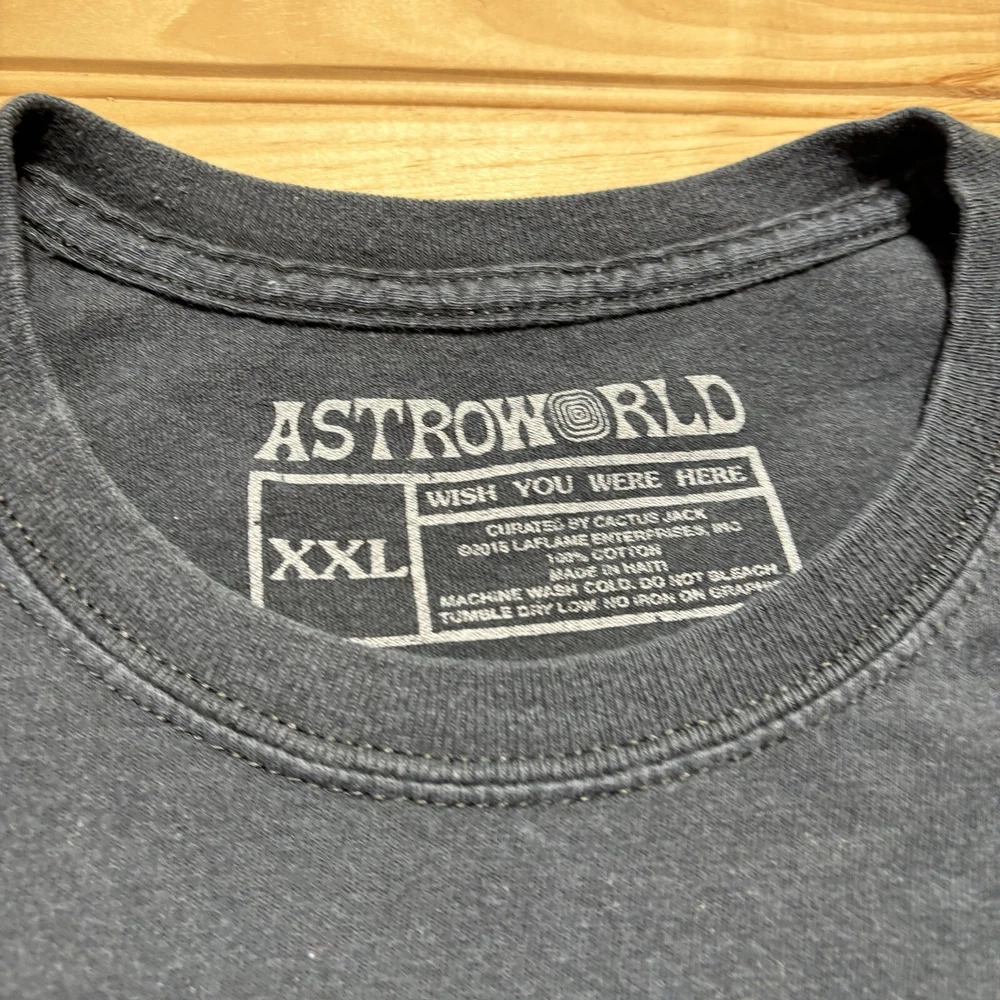 ASTROWORLD
WISH YOU WERE HERE
XXL
CURATED BY CACTUS JACK
©2018 LAFLAME ENTERPRISES, INC
100% COTTON
MADE IN HAITI
MACHINE WASH COLD. DO NOT BLEACH
TUMBLE DRY LOW. NO IRON ON GRAPHIC